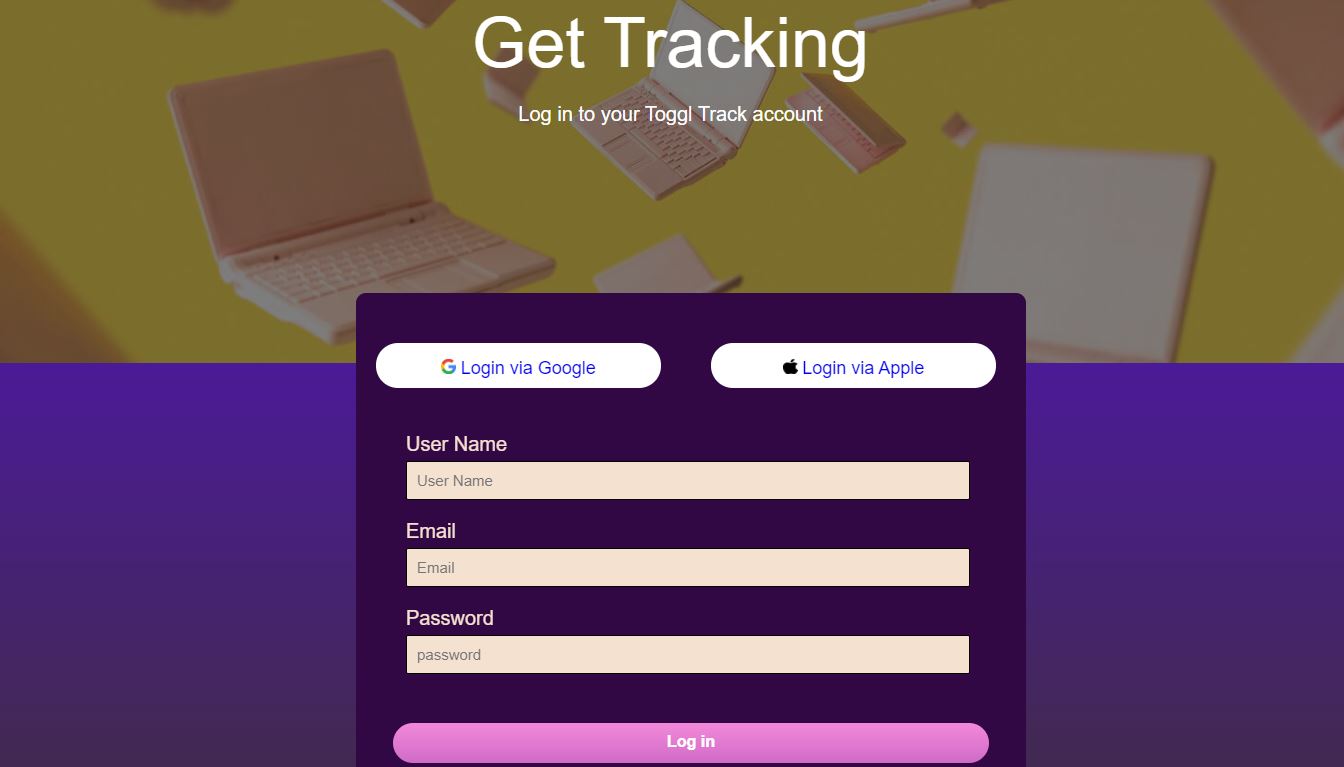 Get Tracking
Log in to your Toggl Track account
Login via Google
Login via Apple
User Name
User Name
Email
Email
Password
password
Log in